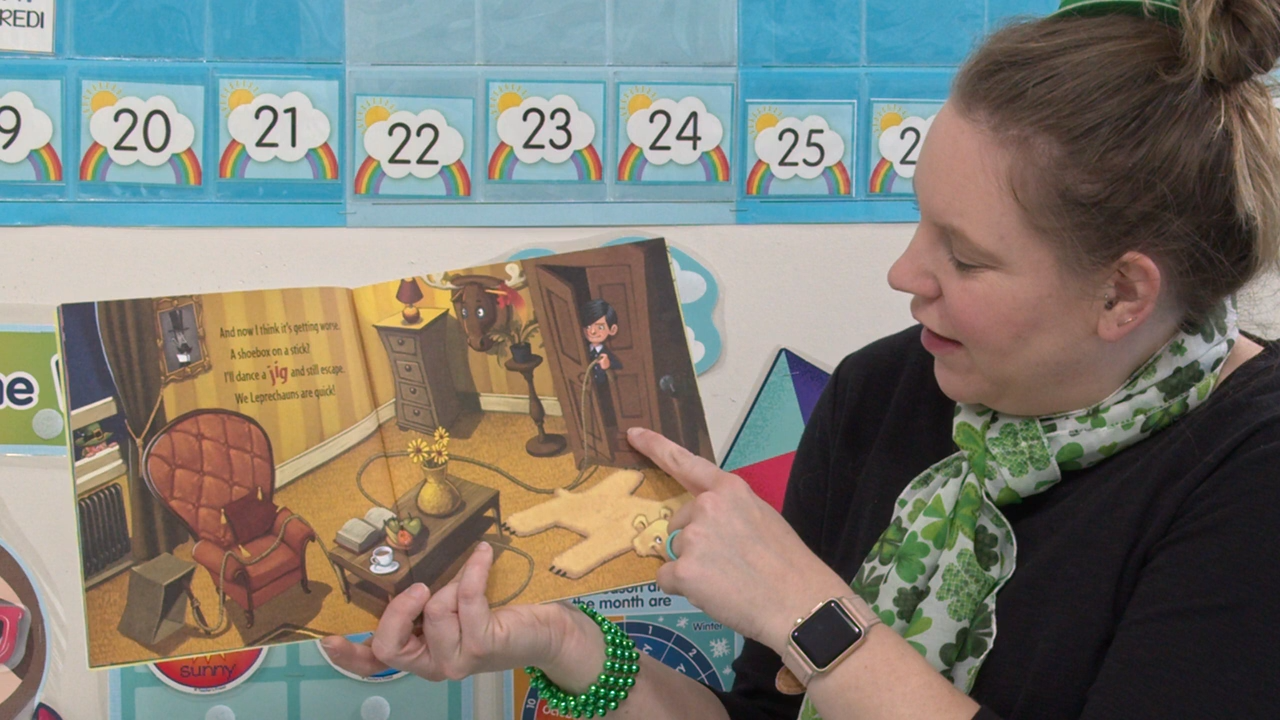 REDI
9
20
21
22
23
24
25
2
And now I think it's getting worse.
A shoebox on a stick?
I'll dance a jig and still escape.
We Leprechauns are quick!
the month are
Winter
sunny